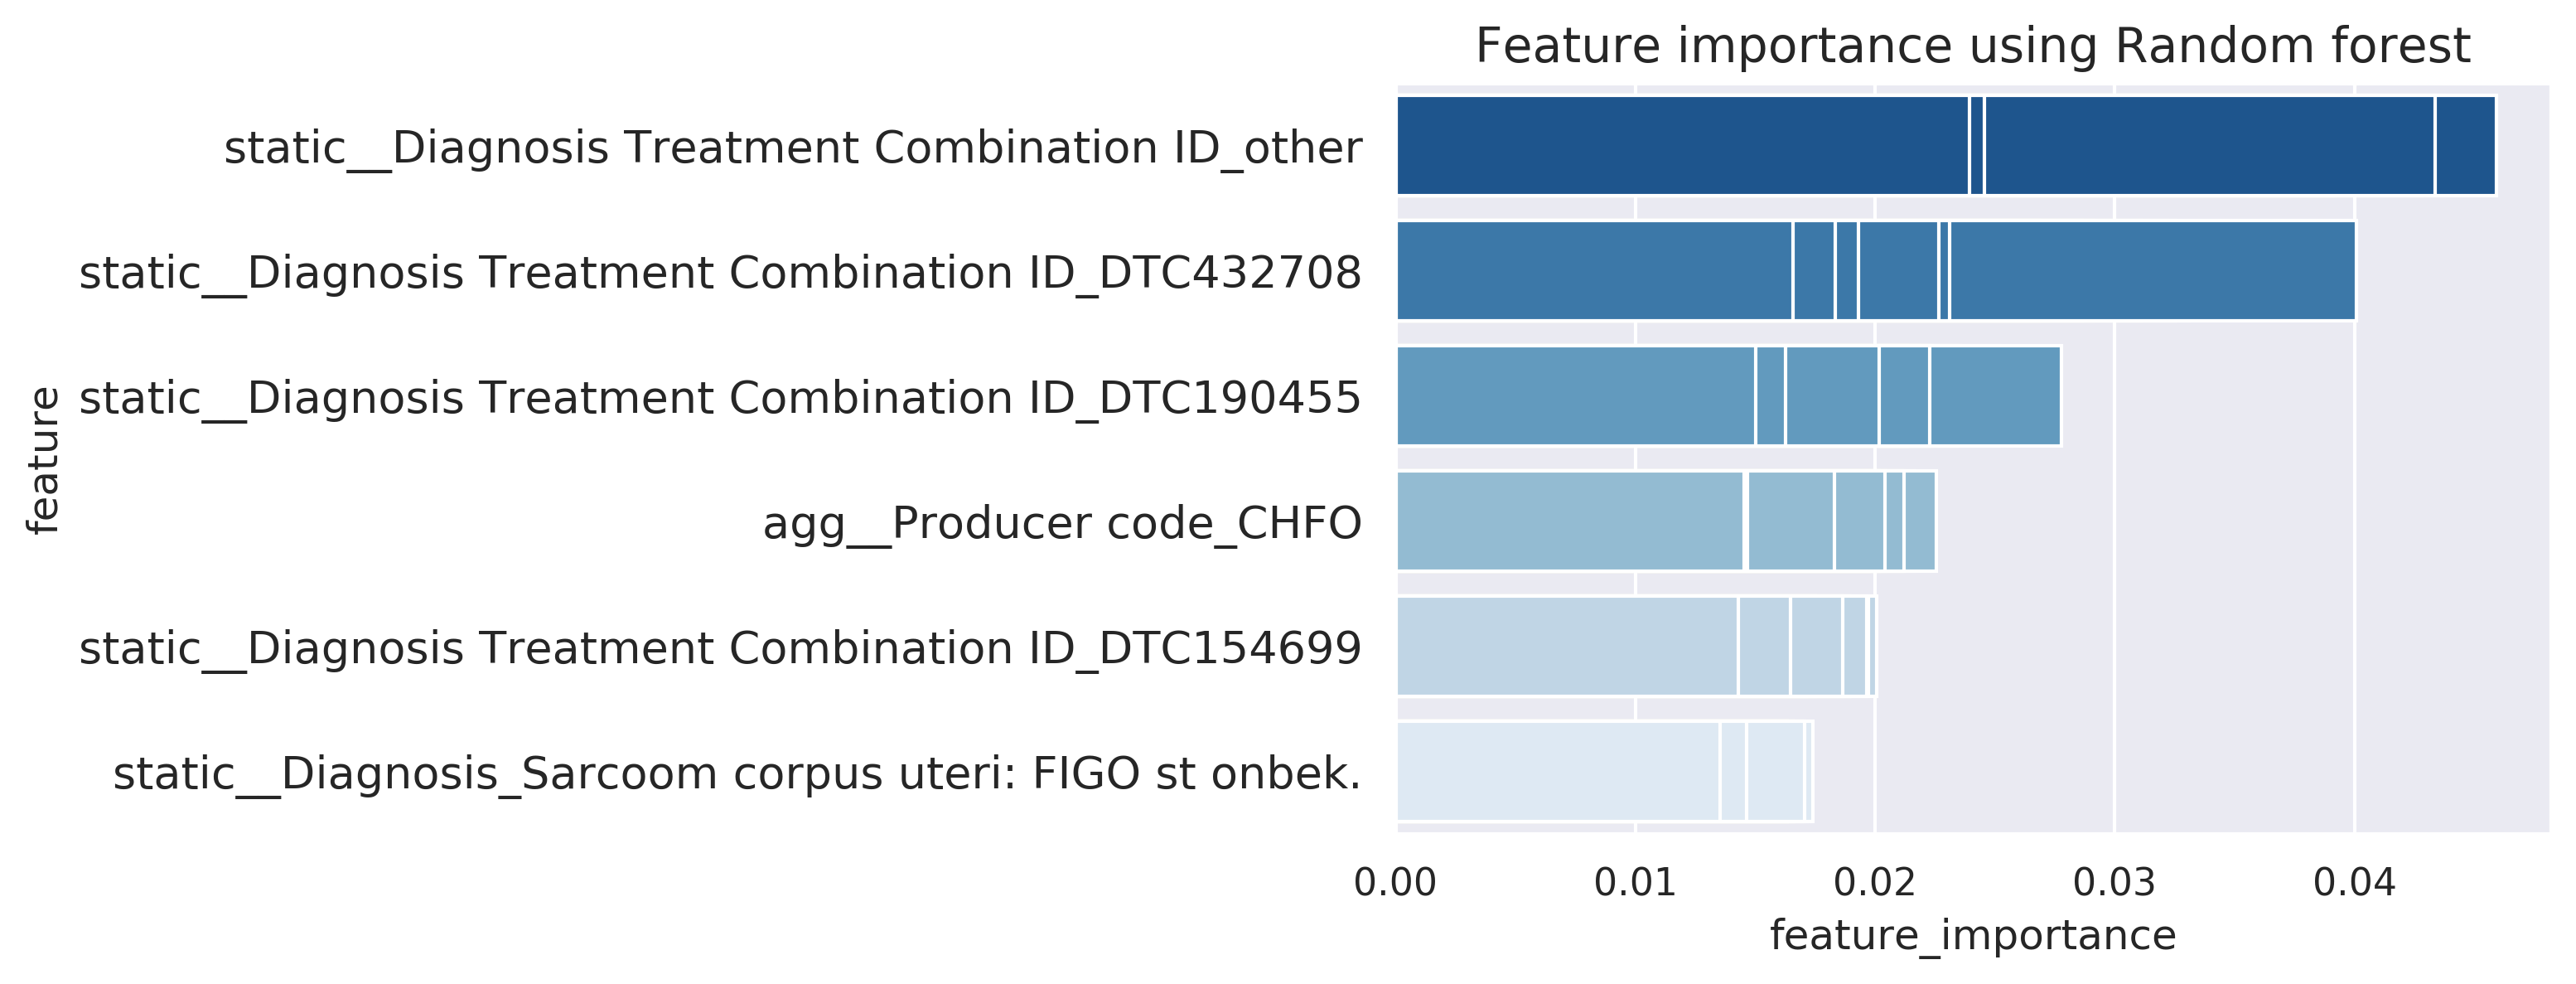 Feature importance using Random forest
feature
static__Diagnosis Treatment Combination ID_other
static__Diagnosis Treatment Combination ID_DTC432708
static__Diagnosis Treatment Combination ID_DTC190455
agg__Producer code_CHFO
static__Diagnosis Treatment Combination ID_DTC154699
static__Diagnosis_Sarcoom corpus uteri: FIGO st onbek.
0.00 0.01 0.02 0.03 0.04
feature_importance